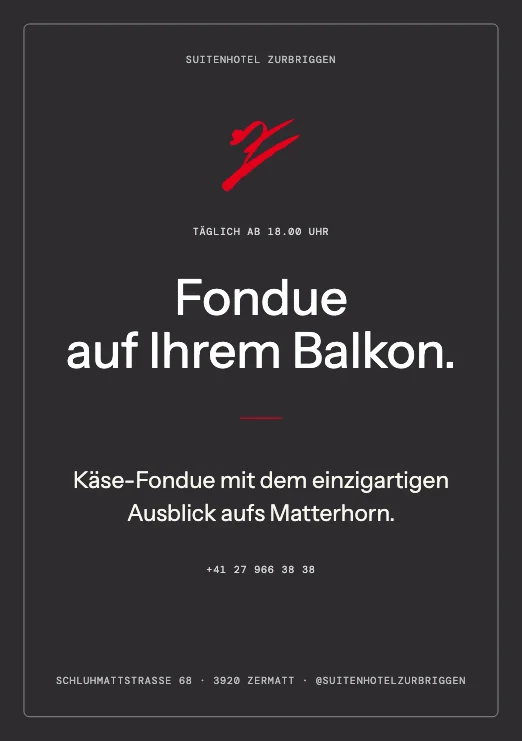 SUITENHOTEL ZURBRIGGEN
TÄGLICH AB 18.00 UHR
Fondue
auf Ihrem Balkon.
Käse-Fondue mit dem einzigartigen
Ausblick aufs Matterhorn.
+41 27 966 38 38
SCHLUHMATTSTRASSE 68 · 3920 ZERMATT · @SUITENHOTELZURBRIGGEN